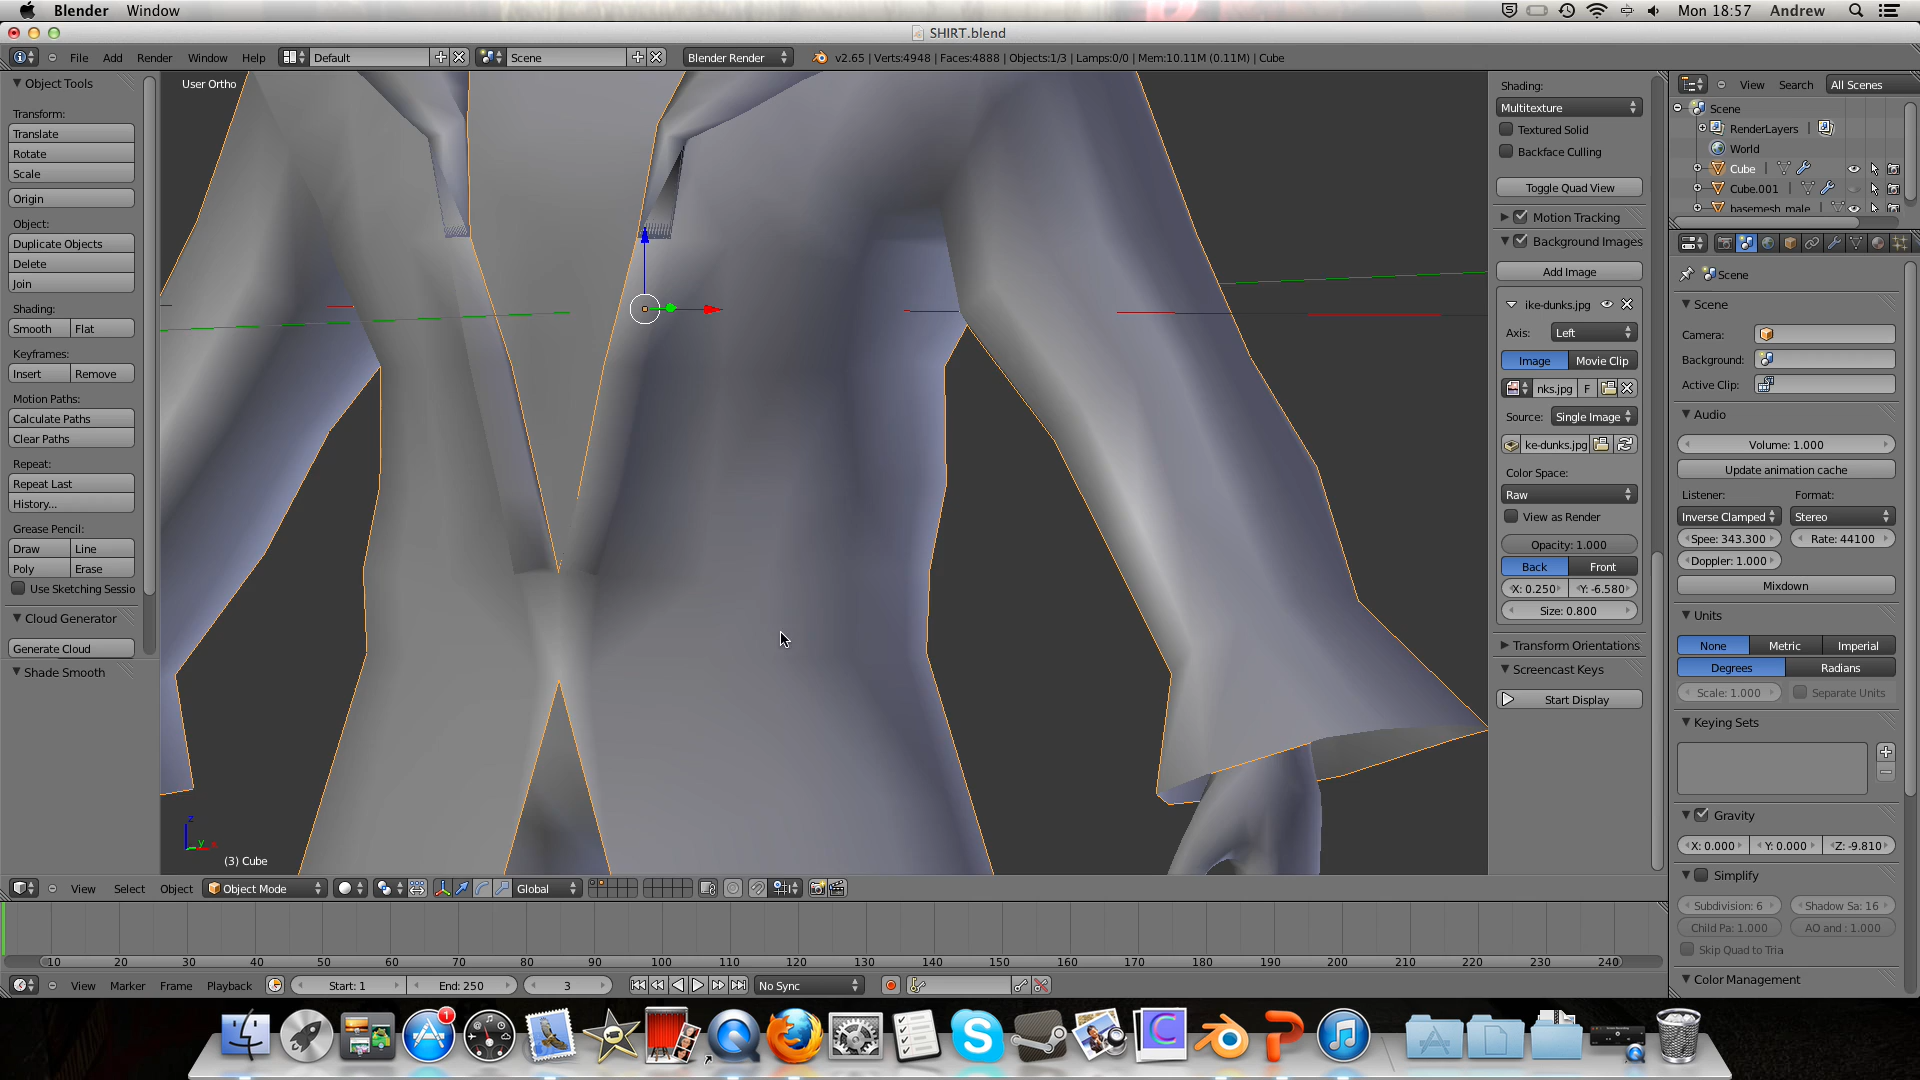 Blender Window Mon 18:57 Andrew
SHIRT.blend
File Add Render Window Help Default Scene Blender Render v2.65 | Verts:4948 | Faces:4888 | Objects:1/3 | Lamps:0/0 | Mem:10.11M (0.11M) | Cube
Object Tools
Transform:
Translate
Rotate
Scale
Origin
Object:
Duplicate Objects
Delete
Join
Shading:
Smooth Flat
Keyframes:
Insert Remove
Motion Paths:
Calculate Paths
Clear Paths
Repeat:
Repeat Last
History...
Grease Pencil:
Draw Line
Poly Erase
Use Sketching Sessio
Cloud Generator
Generate Cloud
Shade Smooth
User Ortho
z
y
(3) Cube
Shading:
Multitexture
Textured Solid
Backface Culling
Toggle Quad View
Motion Tracking
Background Images
Add Image
ike-dunks.jpg
Axis: Left
Image Movie Clip
nks.jpg F
Source: Single Image
ke-dunks.jpg
Color Space:
Raw
View as Render
Opacity: 1.000
Back Front
X: 0.250 Y: -6.580
Size: 0.800
Transform Orientations
Screencast Keys
Start Display
View Search All Scenes
Scene
RenderLayers
World
Cube
Cube.001
basemesh_male
Scene
Scene
Camera:
Background:
Active Clip:
Audio
Volume: 1.000
Update animation cache
Listener: Format:
Inverse Clamped Stereo
Spee: 343.300 Rate: 44100
Doppler: 1.000
Mixdown
Units
None Metric Imperial
Degrees Radians
Scale: 1.000 Separate Units
Keying Sets
Gravity
X: 0.000 Y: 0.000 Z: -9.810
Simplify
Subdivision: 6 Shadow Sa: 16
Child Pa: 1.000 AO and : 1.000
Skip Quad to Tria
Color Management
View Select Object Object Mode Global
10 20 30 40 50 60 70 80 90 100 110 120 130 140 150 160 170 180 190 200 210 220 230 240
View Marker Frame Playback Start: 1 End: 250 3 No Sync
1